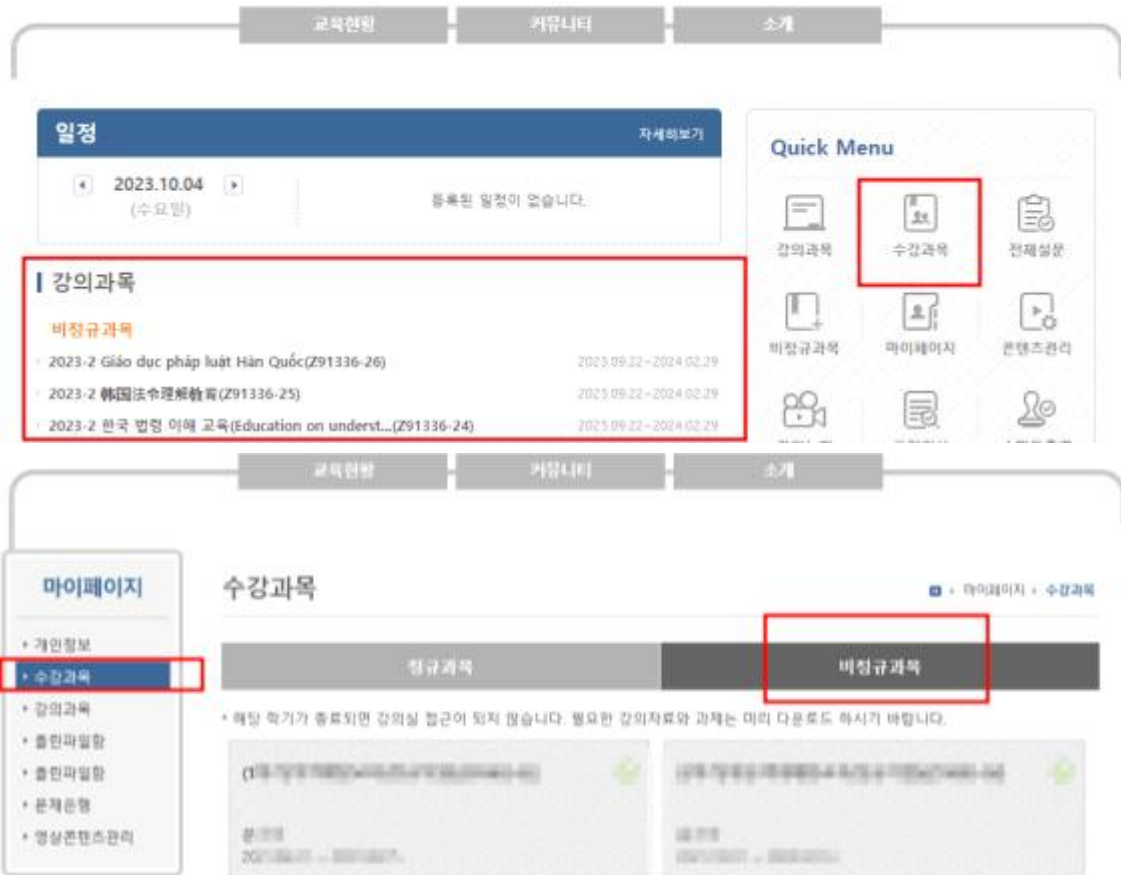 교육현황 커뮤니티 소개
일정 자세히보기
2023.10.04
(수요일)
등록된 일정이 없습니다.
Quick Menu
강의과목 수강과목 전체설문
비정규과목 마이페이지 콘텐츠관리
강의과목
비정규과목
2023-2 Giáo dục pháp luật Hàn Quốc(Z91336-26) 2023.09.22~2024.02.29
2023-2 韩国法令理解教育(Z91336-25) 2023.09.22~2024.02.29
2023-2 한국 법령 이해 교육(Education on underst...(Z91336-24) 2023.09.22~2024.02.29
교육현황 커뮤니티 소개
마이페이지
개인정보
수강과목
강의과목
졸린파일함
졸린파일함
문제은행
영상콘텐츠관리
수강과목
마이페이지 수강과목
정규과목 비정규과목
해당 학기가 종료되면 강의실 접근이 되지 않습니다. 필요한 강의자료와 과제는 미리 다운로드 하시기 바랍니다.